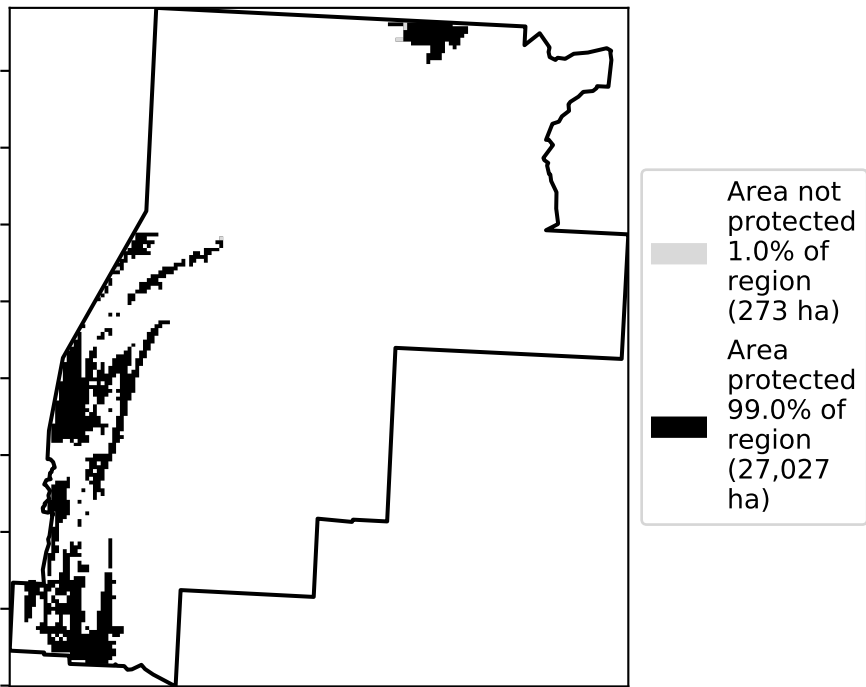 Area not
protected
1.0% of
region
(273 ha)
Area
protected
99.0% of
region
(27,027
ha)